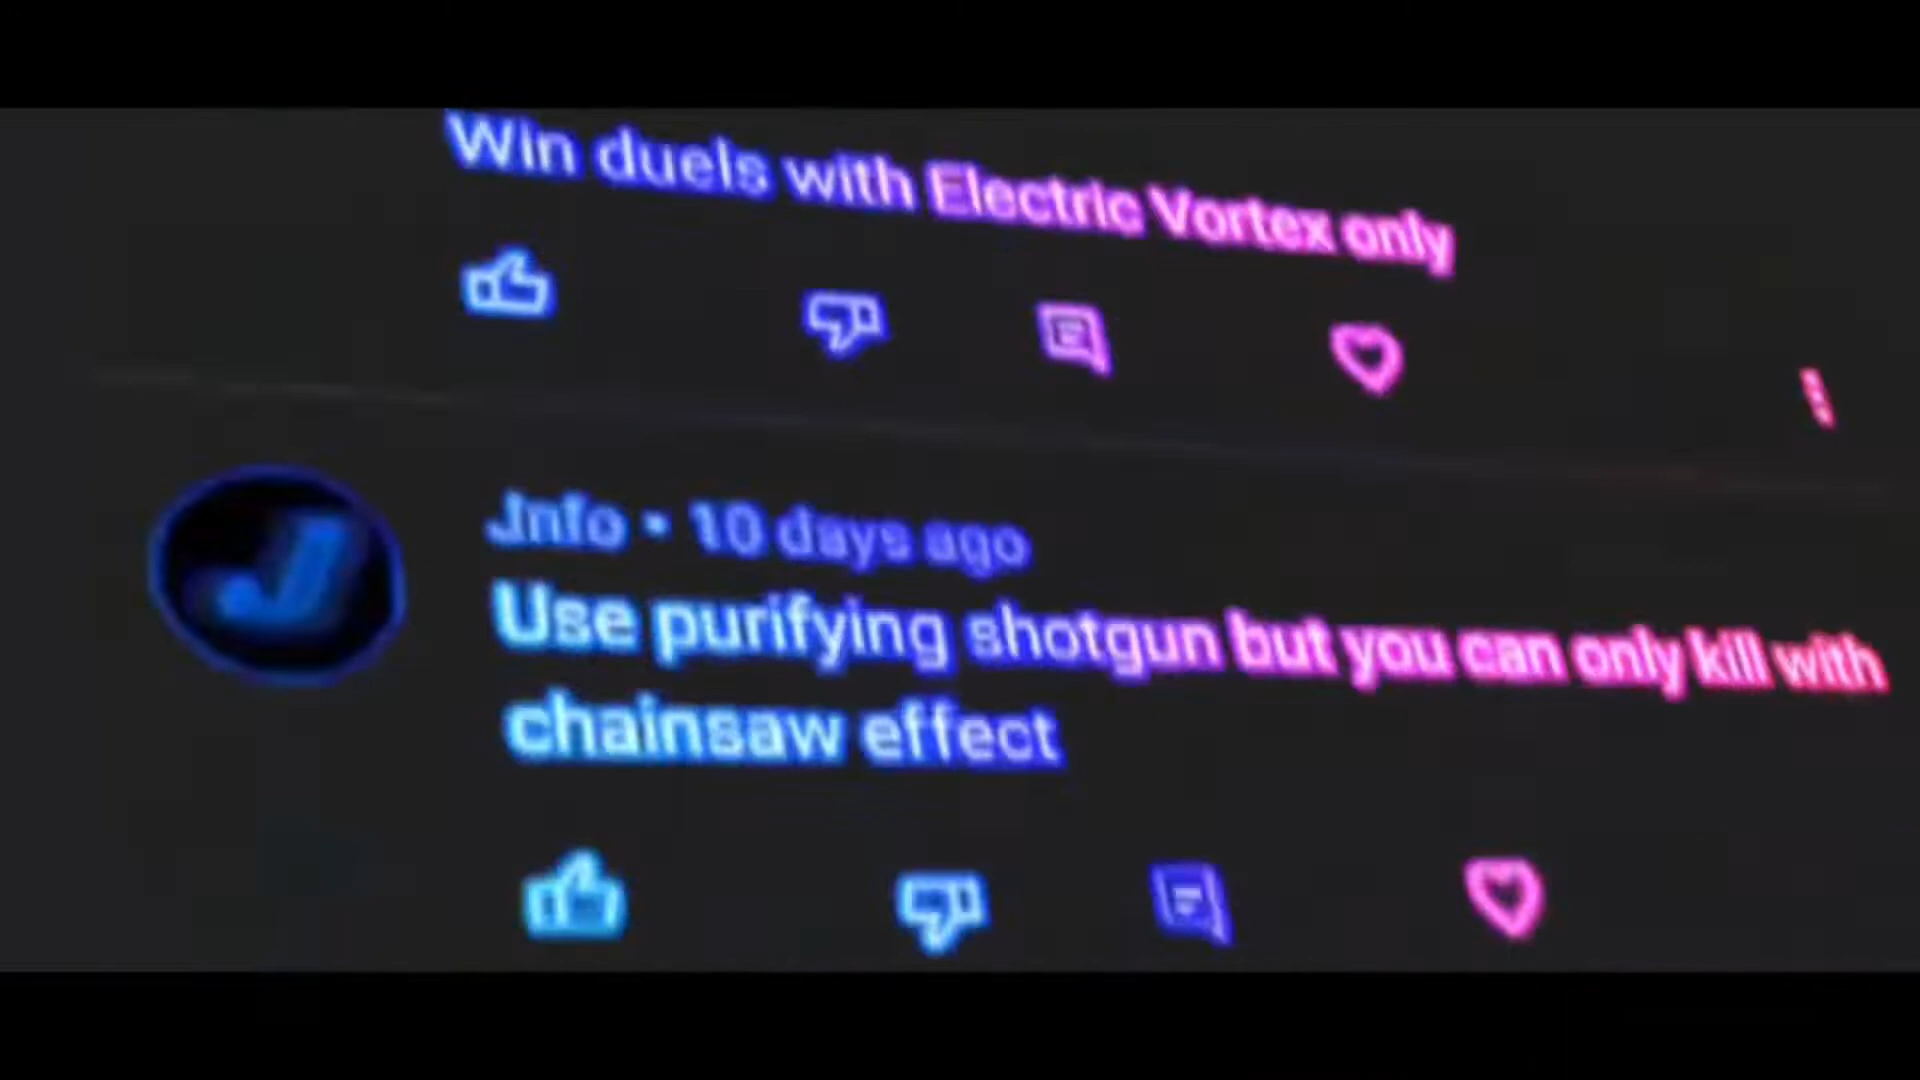 Win duels with Electric Vortex only
J
Jnfo • 10 days ago
Use purifying shotgun but you can only kill with
chainsaw effect